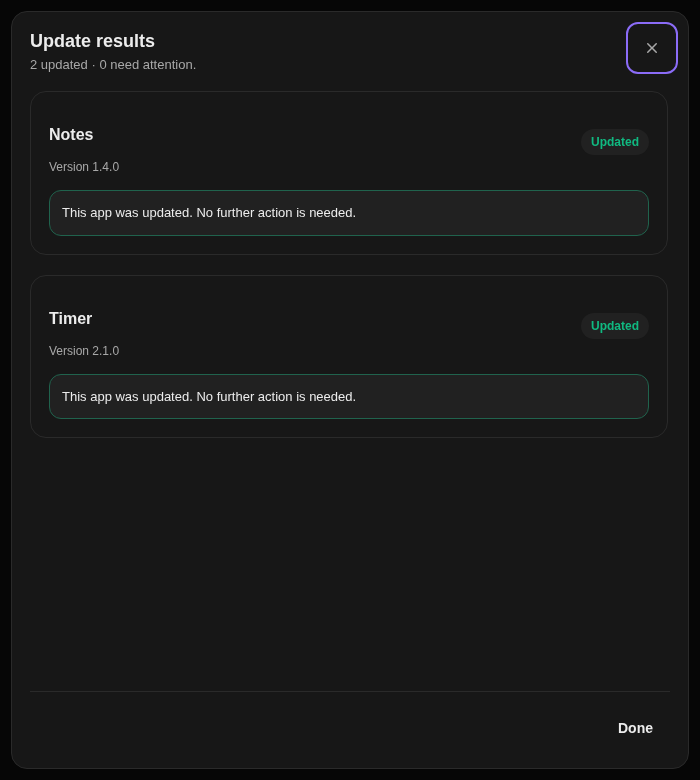 Update results
2 updated · 0 need attention.
Notes
Updated
Version 1.4.0
This app was updated. No further action is needed.
Timer
Updated
Version 2.1.0
This app was updated. No further action is needed.
Done